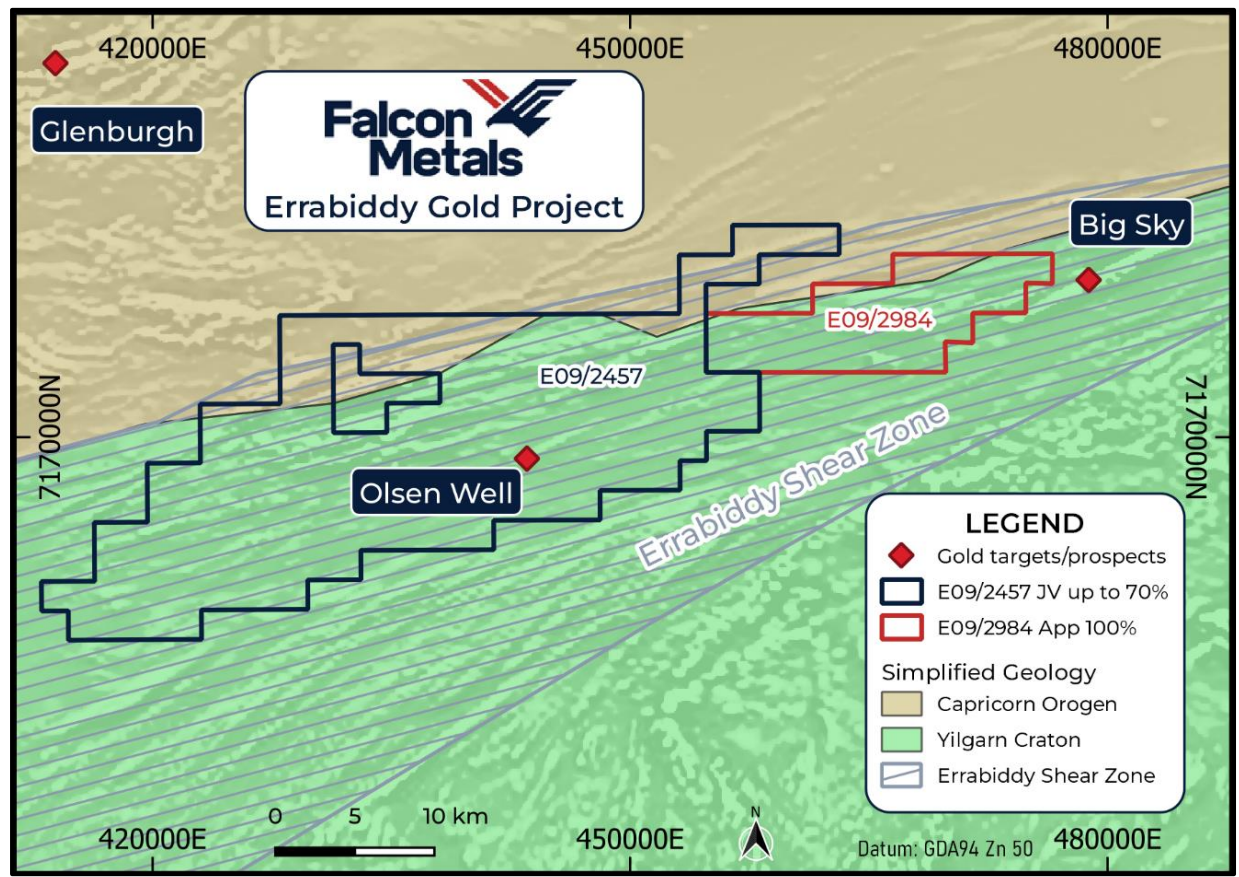 420000E
450000E
480000E
Glenburgh
Falcon
Metals
Errabiddy Gold Project
Big Sky
E09/2984
E09/2457
7170000N
7170000N
Olsen Well
Errabiddy Shear Zone
LEGEND
Gold targets/prospects
E09/2457 JV up to 70%
E09/2984 App 100%
Simplified Geology
Capricorn Orogen
Yilgarn Craton
Errabiddy Shear Zone
0 5 10 km
N
420000E
450000E
480000E
Datum: GDA94 Zn 50